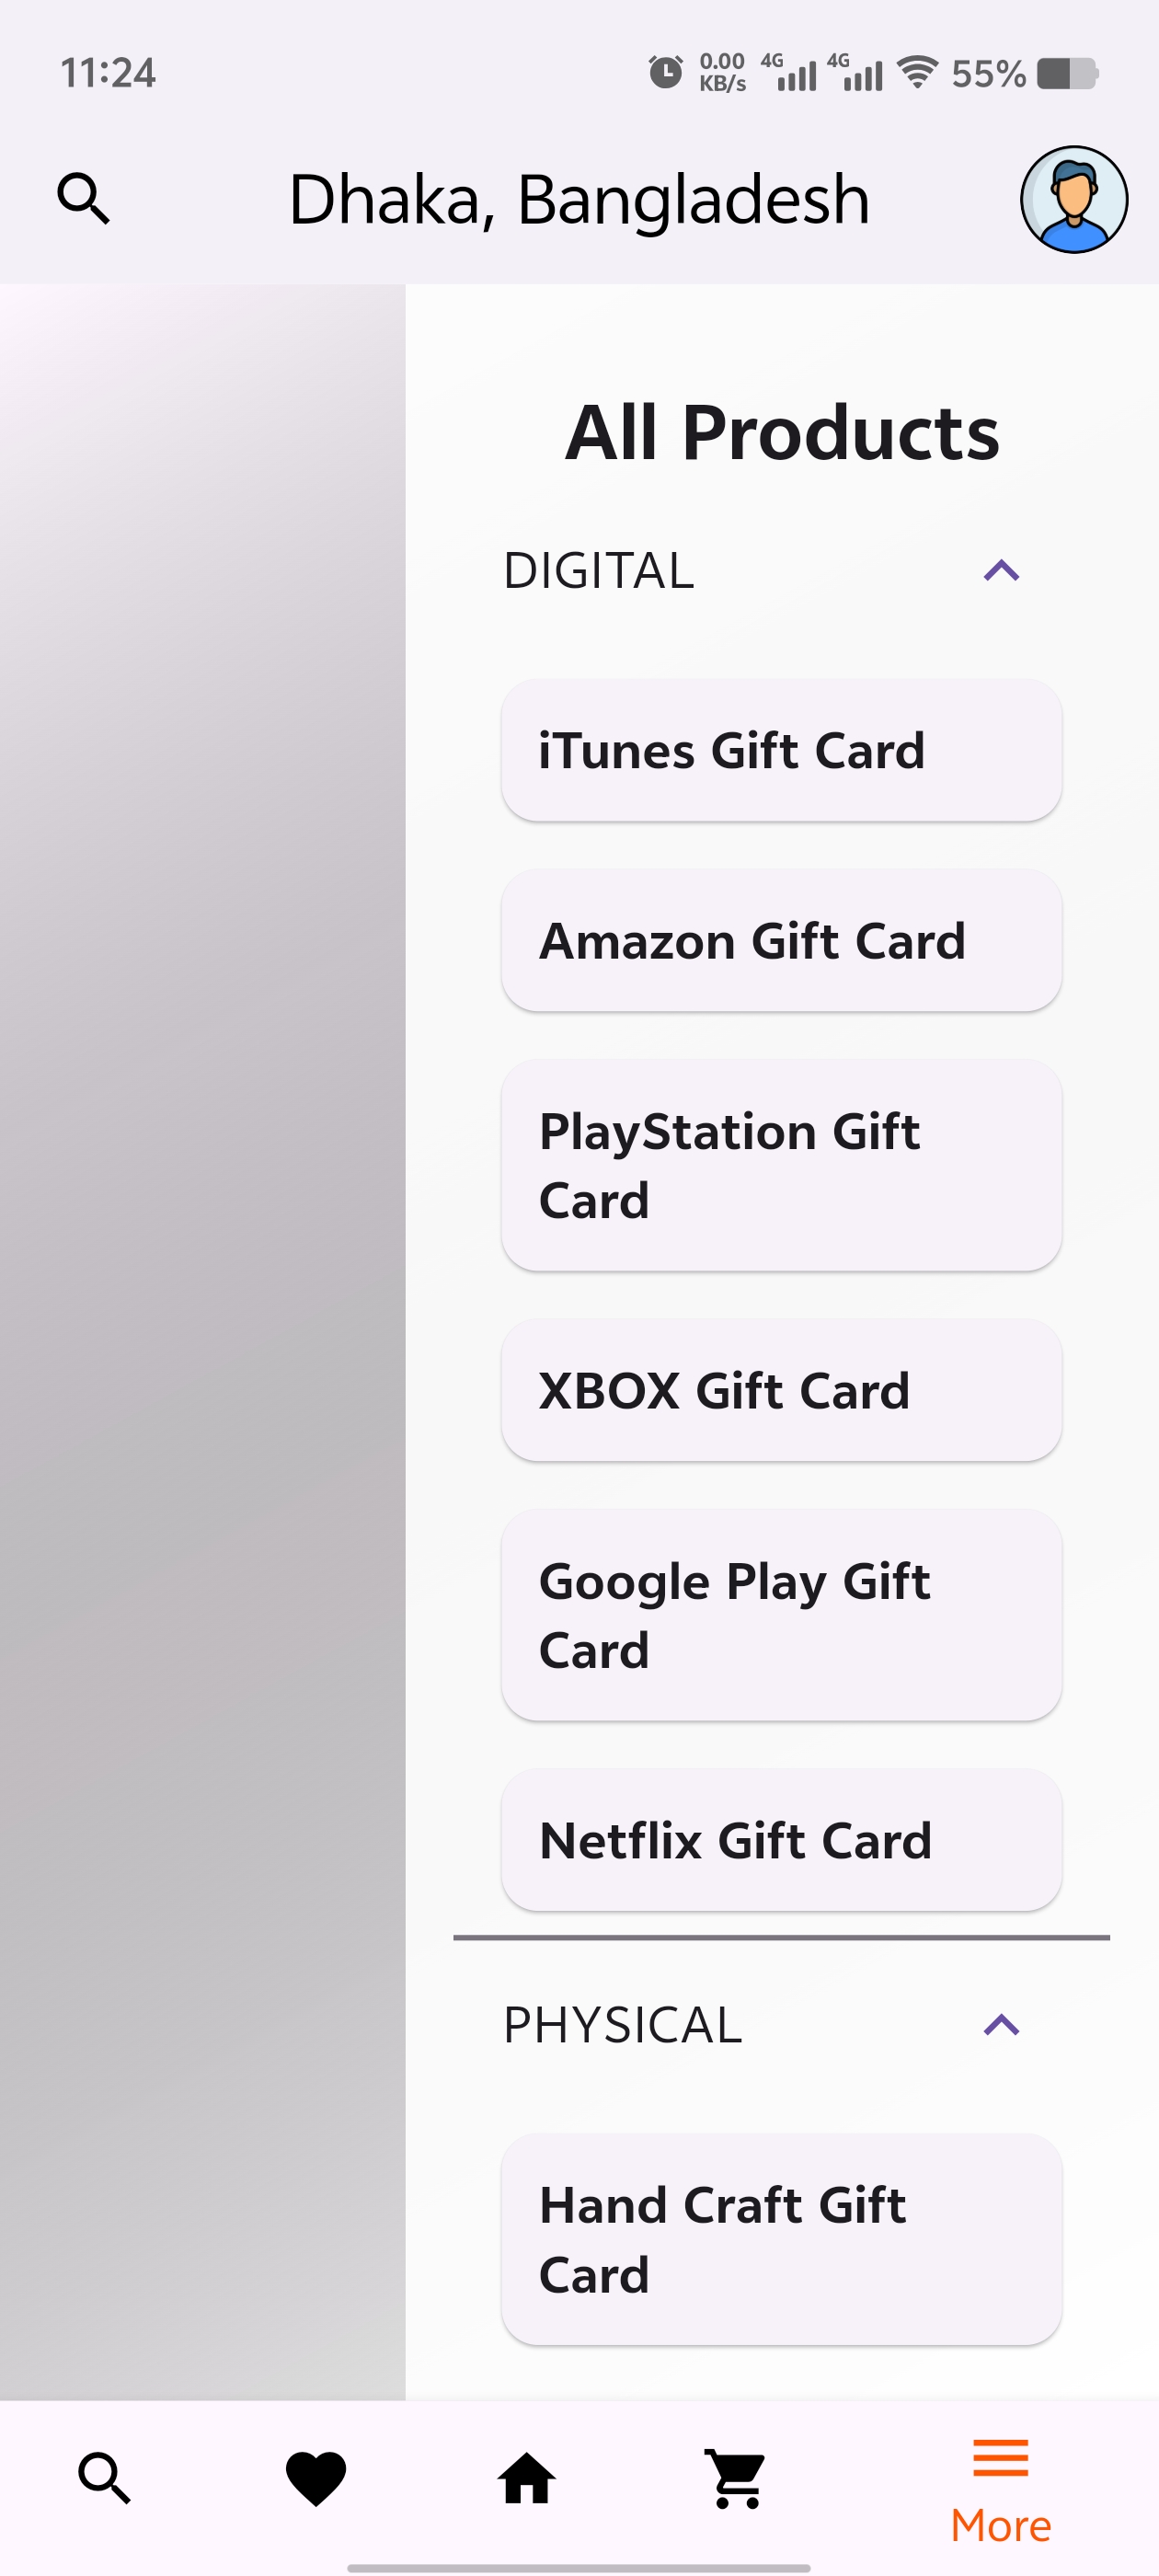 11:24
0.00
KB/s
4G
4G
55%
Dhaka, Bangladesh
All Products
DIGITAL
iTunes Gift Card
Amazon Gift Card
PlayStation Gift
Card
XBOX Gift Card
Google Play Gift
Card
Netflix Gift Card
PHYSICAL
Hand Craft Gift
Card
More